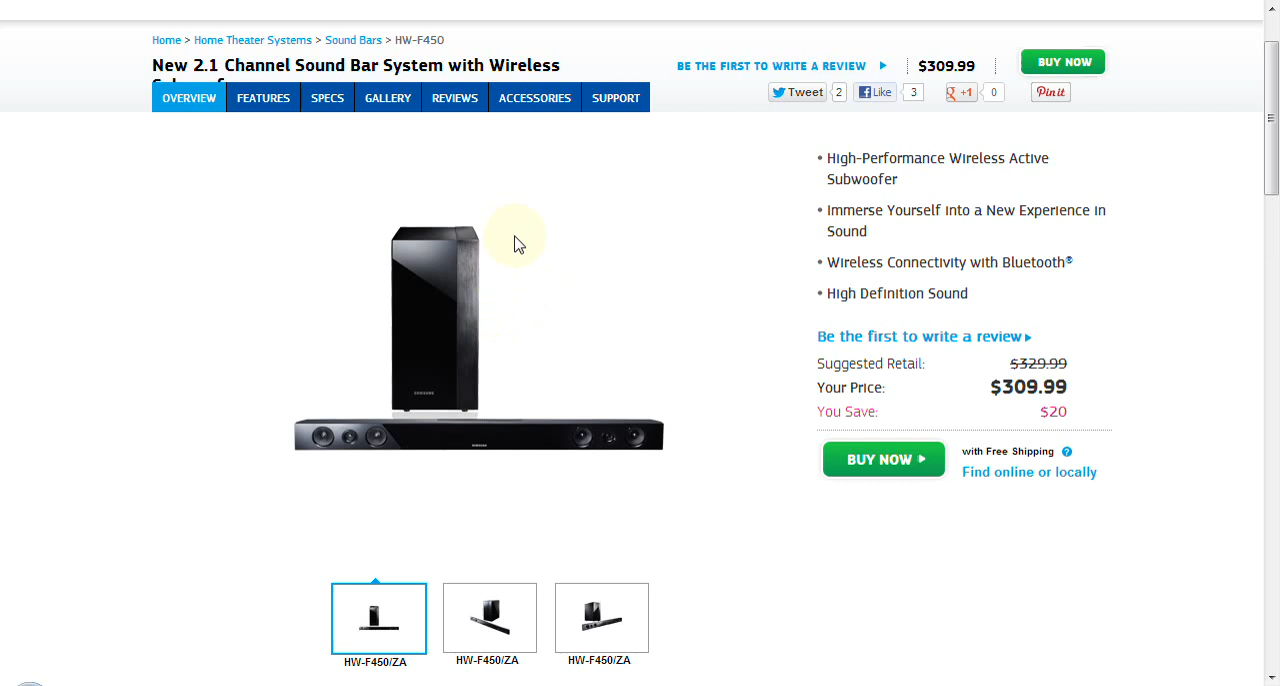 Home > Home Theater Systems > Sound Bars > HW-F450
New 2.1 Channel Sound Bar System with Wireless
BE THE FIRST TO WRITE A REVIEW
$309.99
BUY NOW
OVERVIEW FEATURES SPECS GALLERY REVIEWS ACCESSORIES SUPPORT
Tweet 2 Like 3 g +1 0 Pin it
• High-Performance Wireless Active
Subwoofer
• Immerse Yourself into a New Experience in
Sound
• Wireless Connectivity with Bluetooth®
• High Definition Sound
Be the first to write a review
Suggested Retail: $329.99
Your Price: $309.99
You Save: $20
BUY NOW
with Free Shipping ?
Find online or locally
SAMSUNG
SAMSUNG
HW-F450/ZA HW-F450/ZA HW-F450/ZA